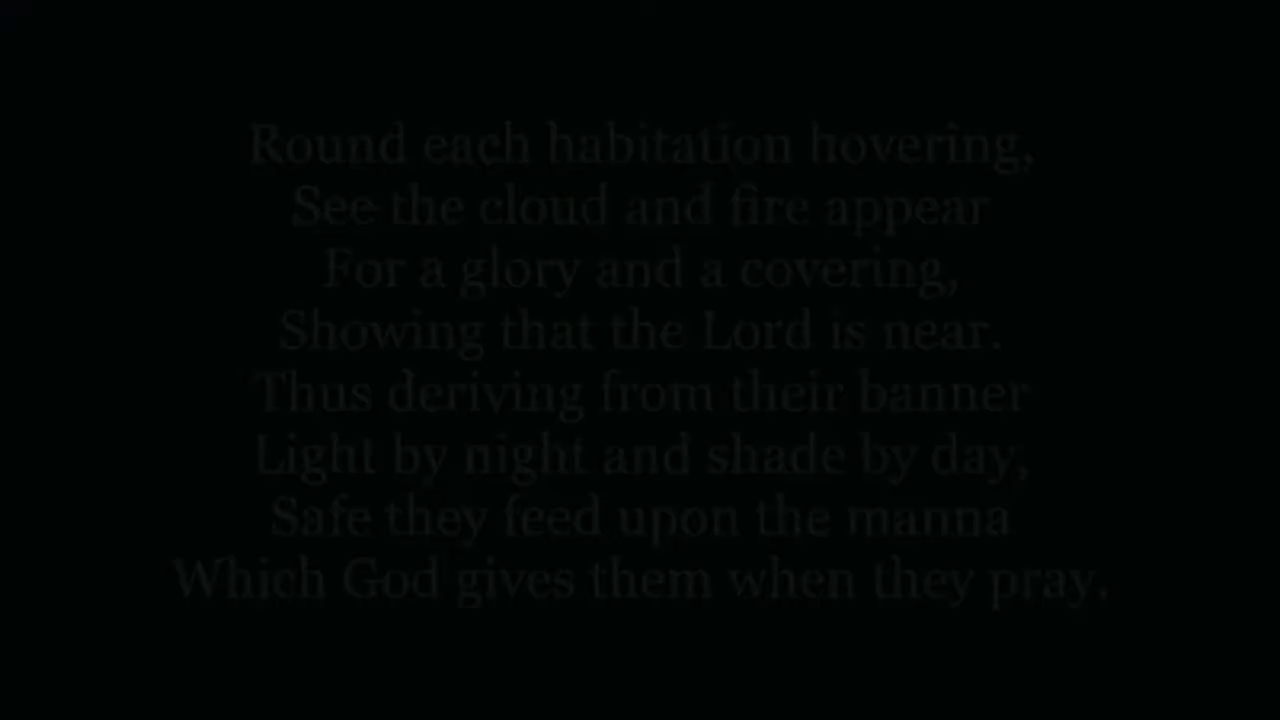 Round each habitation hovering,
See the cloud and fire appear
For a glory and a covering,
Showing that the Lord is near.
Thus deriving from their banner
Light by night and shade by day,
Safe they feed upon the manna
Which God gives them when they pray.